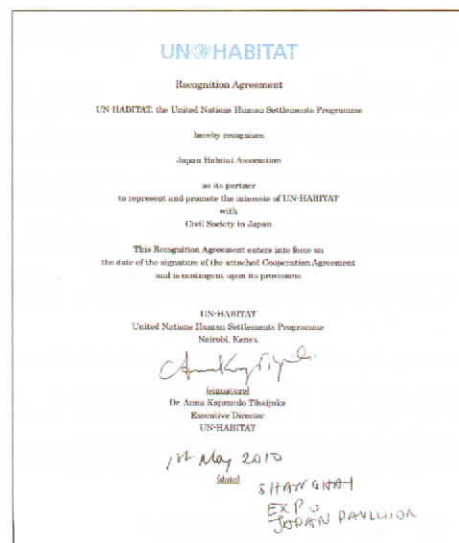 UN HABITAT
Recognition Agreement
UN-HABITAT, the United Nations Human Settlements Programme
hereby recognizes
Japan Habitat Association
as its partner
to represent and promote the interests of UN-HABITAT
with
Civil Society in Japan
This Recognition Agreement enters into force on
the date of the signature of the attached Cooperation Agreement
and is contingent upon its provisions
UN-HABITAT
United Nations Human Settlements Programme
Nairobi, Kenya
(signature)
Dr Anna Kajumulo Tibaijuka
Executive Director
UN-HABITAT
1st May 2010
(date)
SHANGHAI
EXPO
JAPAN PAVILION